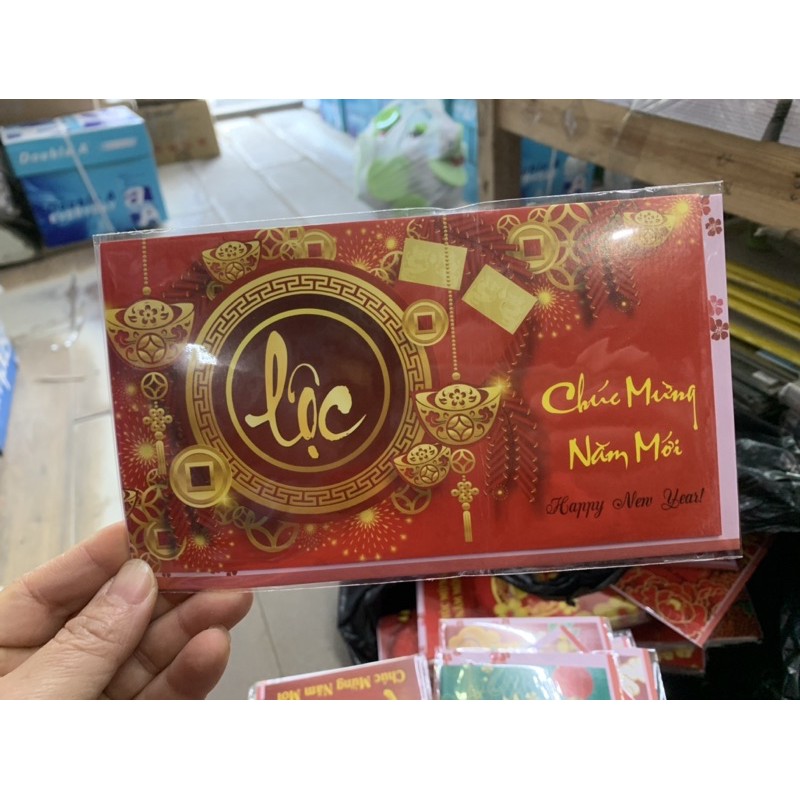 Double A
Lộc
Chúc Mừng
Năm Mới
Happy New Year!
Chúc Mừng Năm Mới